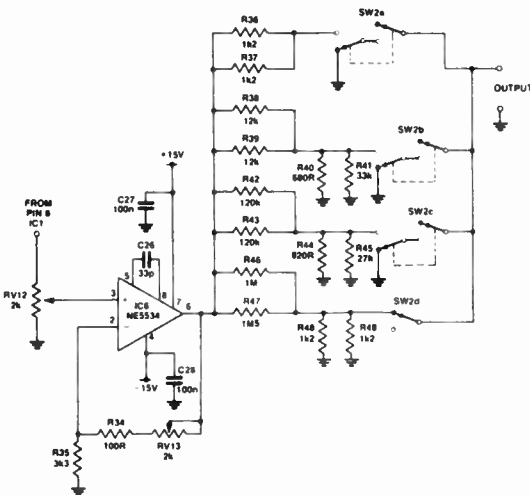 R36
1k2
SW2a
R37
1k2
OUTPUT
R38
12k
+15V
R39
12k
SW2b
R40
680R
R41
33k
C27
100n
R42
120k
FROM
PIN 6
IC1
C26
33p
R43
120k
SW2c
R44
820R
R45
27k
R46
1M
RV12
2k
5
8
3
+
IC6
NE5534
7
6
2
−
4
R47
1M5
SW2d
R48
1k2
R49
1k2
-15V
C28
100n
R34
100R
RV13
2k
R35
3k3